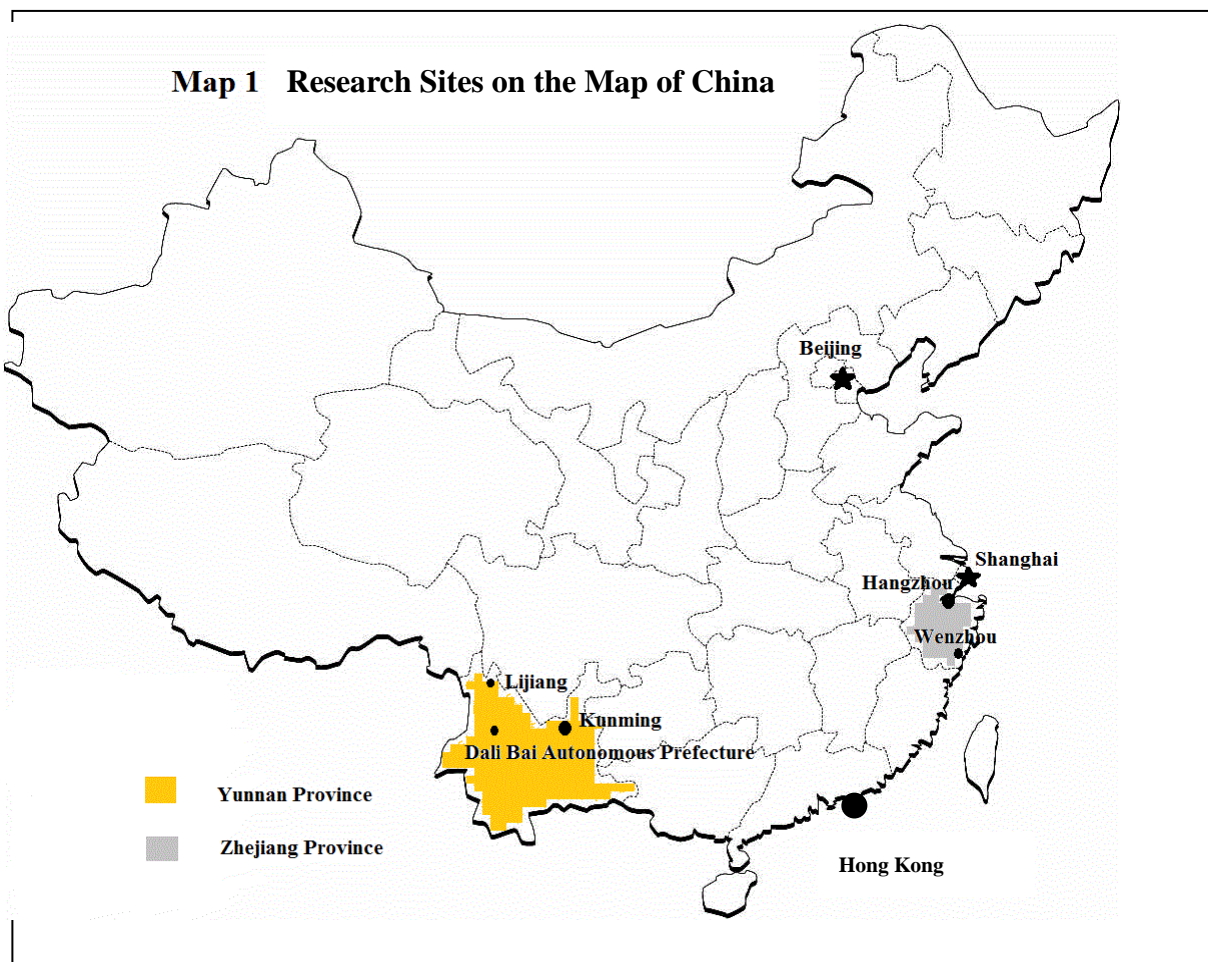 Map 1 Research Sites on the Map of China
Beijing
Shanghai
Hangzhou
Wenzhou
Lijiang
Kunming
Dali Bai Autonomous Prefecture
Yunnan Province
Zhejiang Province
Hong Kong